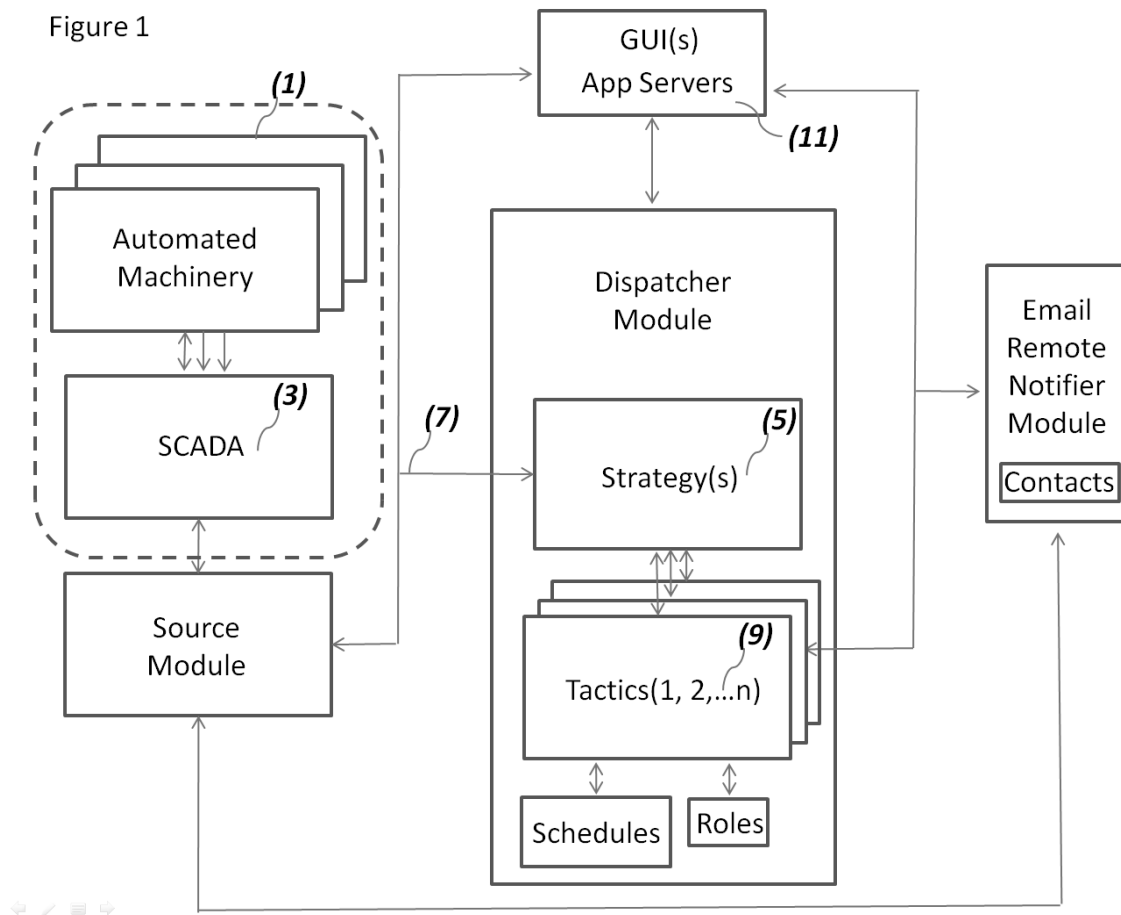 Figure 1
GUI(s)
App Servers
(11)
(1)
Automated
Machinery
(3)
SCADA
Source
Module
(7)
Dispatcher
Module
(5)
Strategy(s)
(9)
Tactics(1, 2,...n)
Schedules
Roles
Email
Remote
Notifier
Module
Contacts